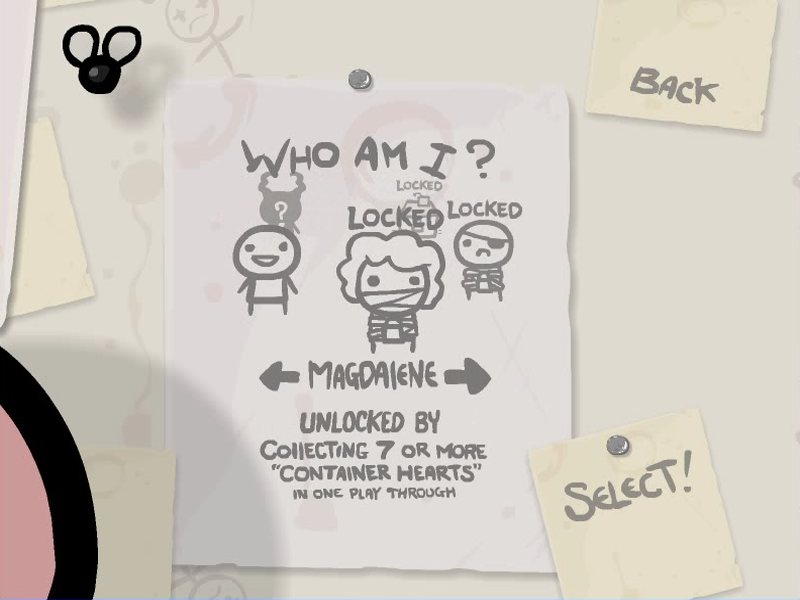 BACK
WHO AM I?
?
LOCKED
LOCKED
LOCKED
MAGDALENE
UNLOCKED BY
COLLECTING 7 OR MORE
"CONTAINER HEARTS"
IN ONE PLAY THROUGH
SELECT!